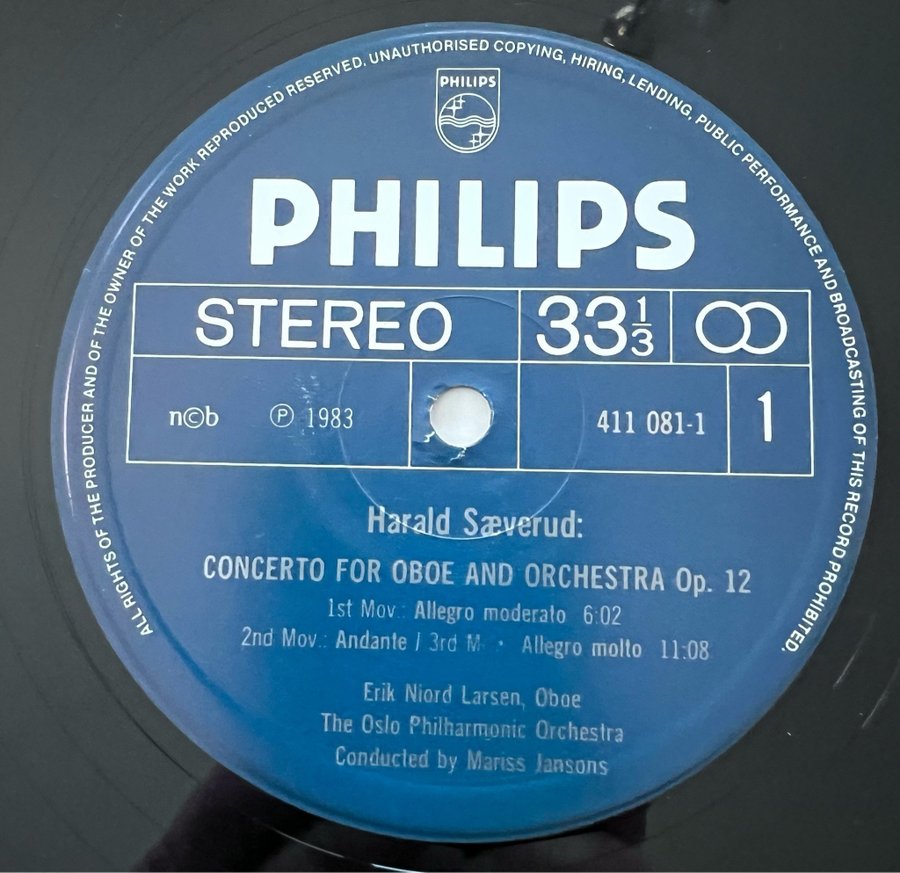 ALL RIGHTS OF THE PRODUCER AND OF THE OWNER OF THE WORK REPRODUCED RESERVED. UNAUTHORISED COPYING, HIRING, LENDING, PUBLIC PERFORMANCE AND BROADCASTING OF THIS RECORD PROHIBITED.
PHILIPS
PHILIPS
STEREO 33⅓
n©b ℗ 1983 411 081-1 1
Harald Sæverud:
CONCERTO FOR OBOE AND ORCHESTRA Op. 12
1st Mov.: Allegro moderato 6:02
2nd Mov.: Andante / 3rd Allegro molto 11:08
Erik Niord Larsen, Oboe
The Oslo Philharmonic Orchestra
Conducted by Mariss Jansons